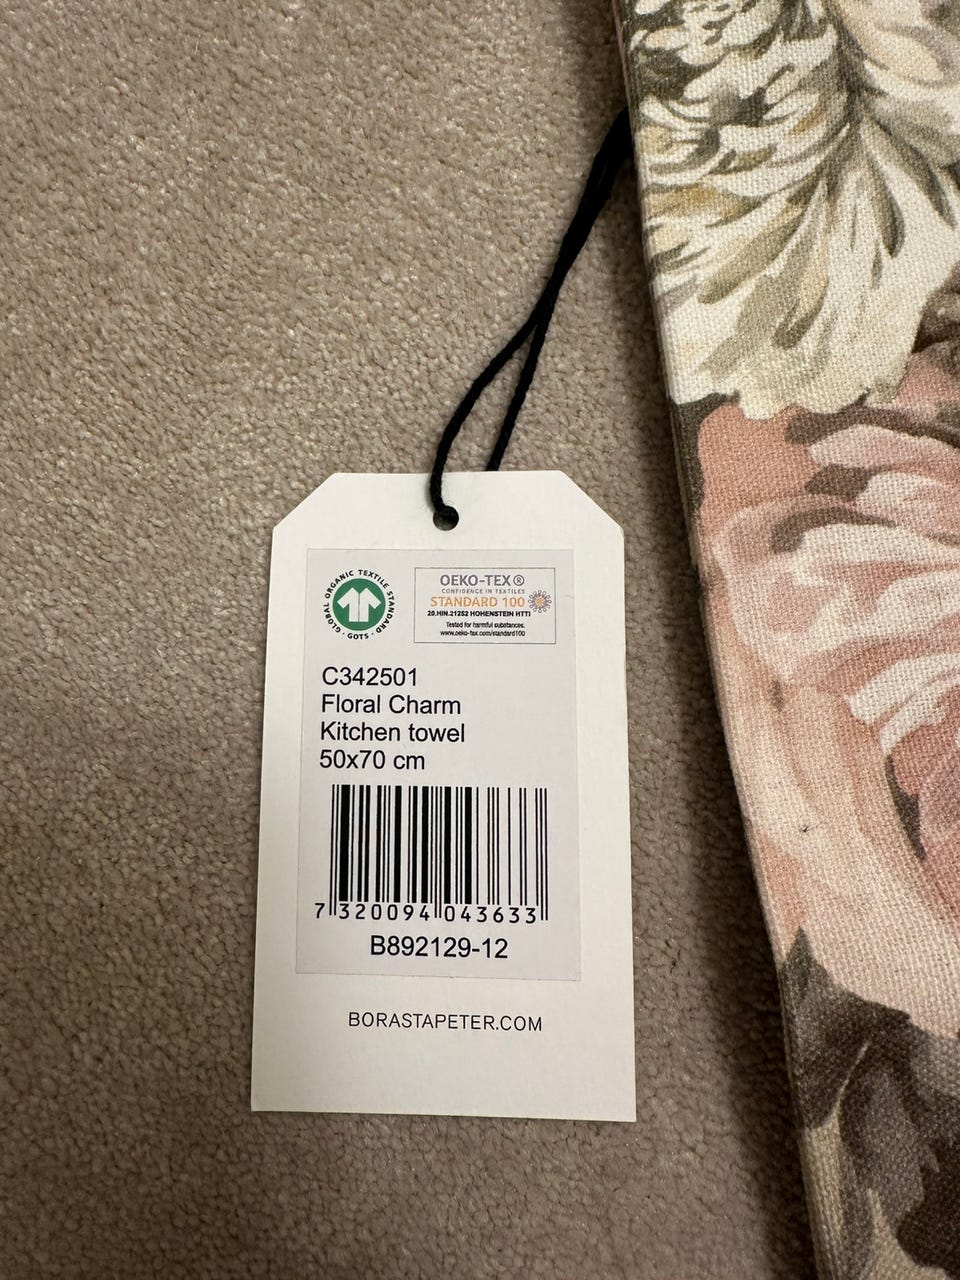 GLOBAL ORGANIC TEXTILE STANDARD · GOTS ·
OEKO-TEX®
CONFIDENCE IN TEXTILES
STANDARD 100
20.HIN.21252 HOHENSTEIN HTTI
Tested for harmful substances.
www.oeko-tex.com/standard100
C342501
Floral Charm
Kitchen towel
50x70 cm
7 320094 043633
B892129-12
BORASTAPETER.COM